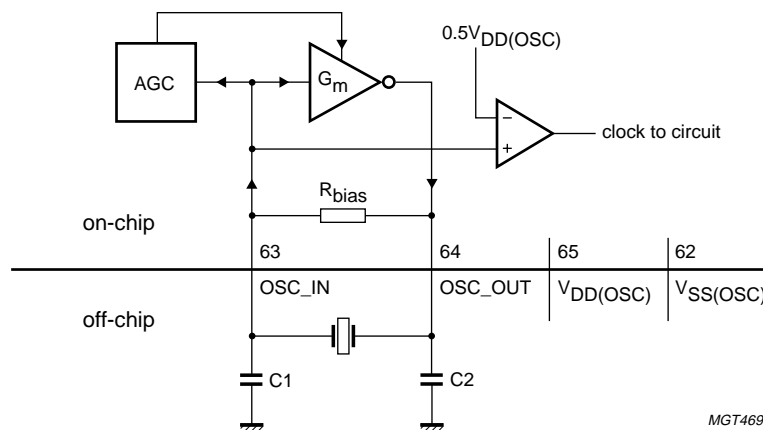 0.5VDD(OSC)
AGC
Gm
−
+
clock to circuit
Rbias
on-chip
63
64
65
62
OSC_IN
OSC_OUT
VDD(OSC)
VSS(OSC)
off-chip
C1
C2
MGT469